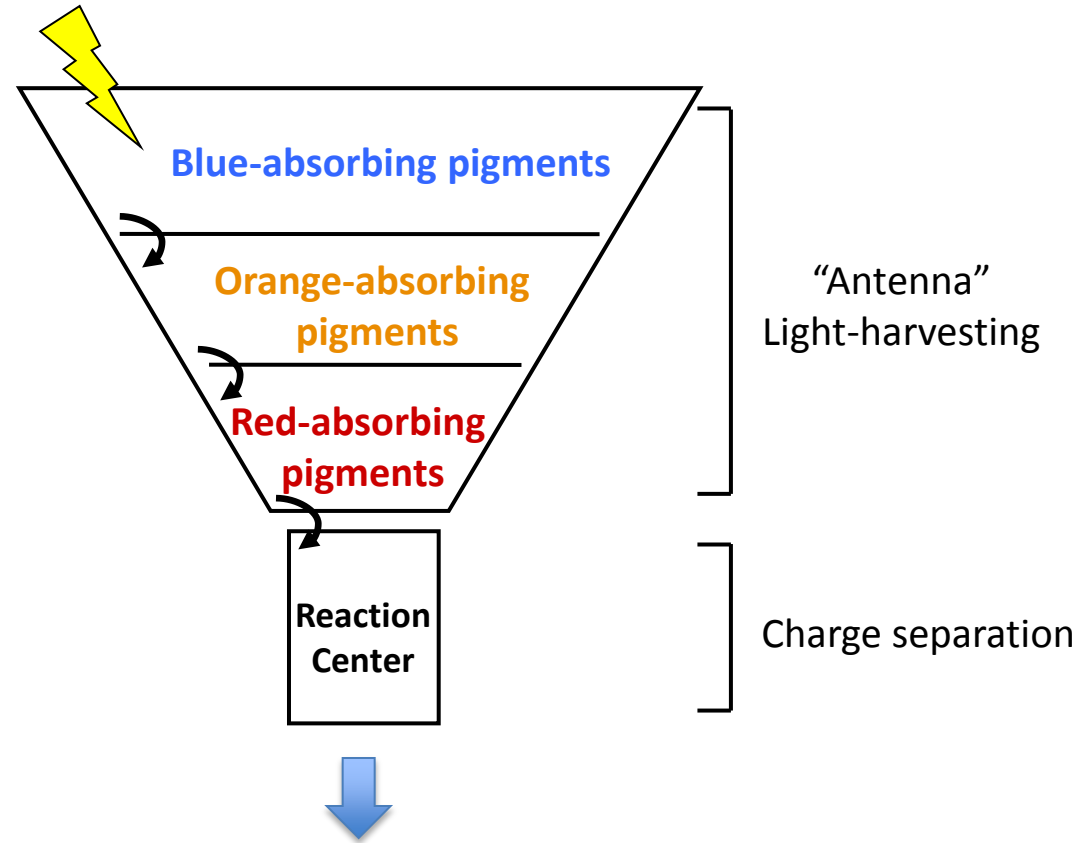 Blue-absorbing pigments
Orange-absorbing
pigments
Red-absorbing
pigments
“Antenna”
Light-harvesting
Reaction
Center
Charge separation